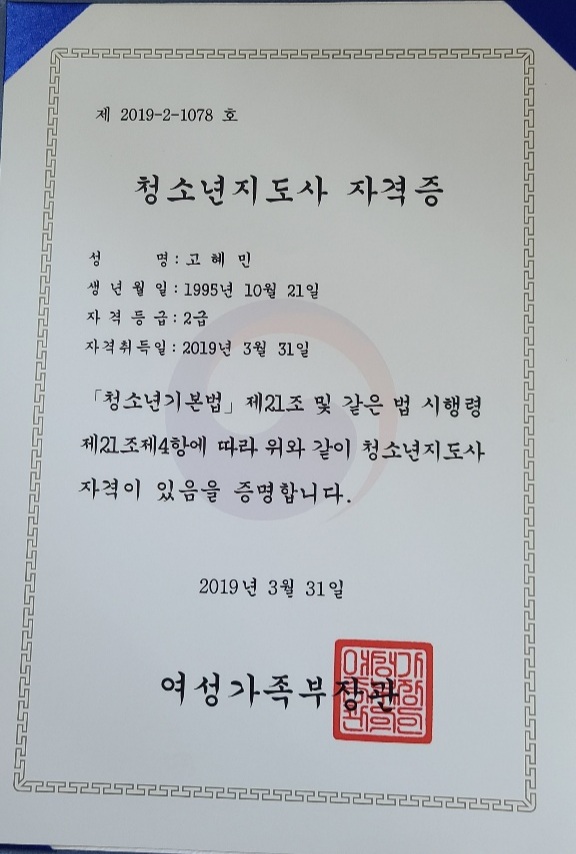 제 2019-2-1078 호
청소년지도사 자격증
성 명 : 고 혜 민
생 년 월 일 : 1995년 10월 21일
자 격 등 급 : 2급
자격취득일 : 2019년 3월 31일
「청소년기본법」 제21조 및 같은 법 시행령
제21조제4항에 따라 위와 같이 청소년지도사
자격이 있음을 증명합니다.
2019년 3월 31일
여성가족부장관